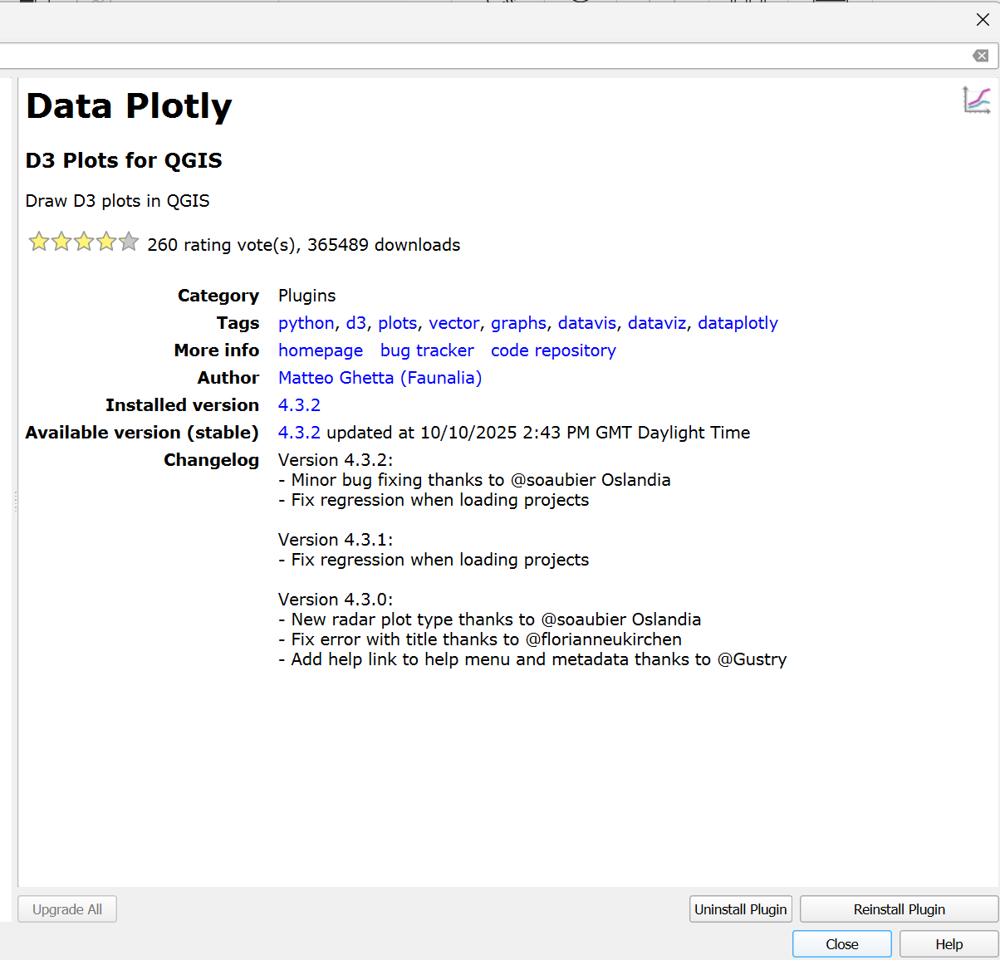 Data Plotly
D3 Plots for QGIS
Draw D3 plots in QGIS
260 rating vote(s), 365489 downloads
Category Plugins
Tags python, d3, plots, vector, graphs, datavis, dataviz, dataplotly
More info homepage bug tracker code repository
Author Matteo Ghetta (Faunalia)
Installed version 4.3.2
Available version (stable) 4.3.2 updated at 10/10/2025 2:43 PM GMT Daylight Time
Changelog Version 4.3.2:
- Minor bug fixing thanks to @soaubier Oslandia
- Fix regression when loading projects
Version 4.3.1:
- Fix regression when loading projects
Version 4.3.0:
- New radar plot type thanks to @soaubier Oslandia
- Fix error with title thanks to @florianneukirchen
- Add help link to help menu and metadata thanks to @Gustry
Upgrade All Uninstall Plugin Reinstall Plugin
Close Help